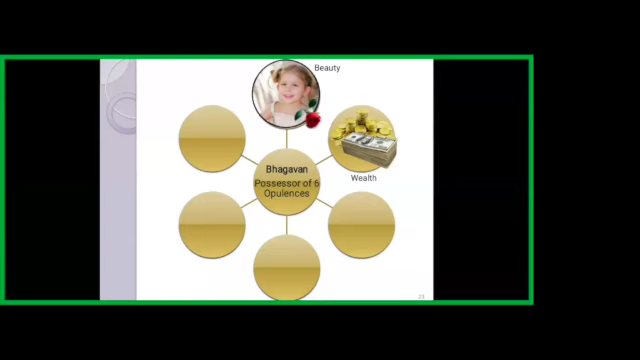 Beauty
Bhagavan
Possessor of 6
Opulences
Wealth
23